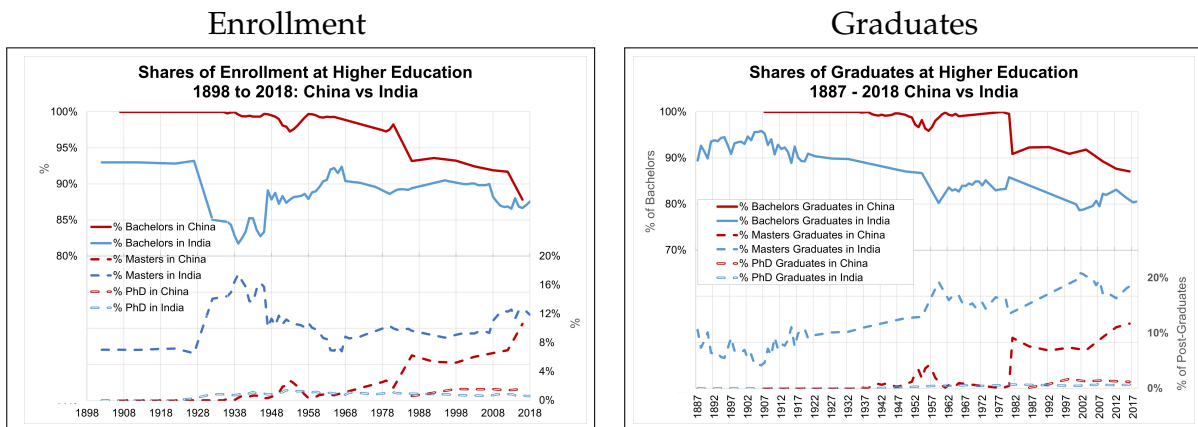 Enrollment
Shares of Enrollment at Higher Education
1898 to 2018: China vs India
100%
95%
90%
85%
80%
%
% Bachelors in China
% Bachelors in India
% Masters in China
% Masters in India
% PhD in China
% PhD in India
20%
16%
12%
8%
4%
0%
%
1898 1908 1918 1928 1938 1948 1958 1968 1978 1988 1998 2008 2018
Graduates
Shares of Graduates at Higher Education
1887 - 2018 China vs India
100%
90%
80%
70%
% of Bachelors
% Bachelors Graduates in China
% Bachelors Graduates in India
% Masters Graduates in China
% Masters Graduates in India
% PhD Graduates in China
% PhD Graduates in India
20%
10%
0%
% of Post-Graduates
1887 1892 1897 1902 1907 1912 1917 1922 1927 1932 1937 1942 1947 1952 1957 1962 1967 1972 1977 1982 1987 1992 1997 2002 2007 2012 2017